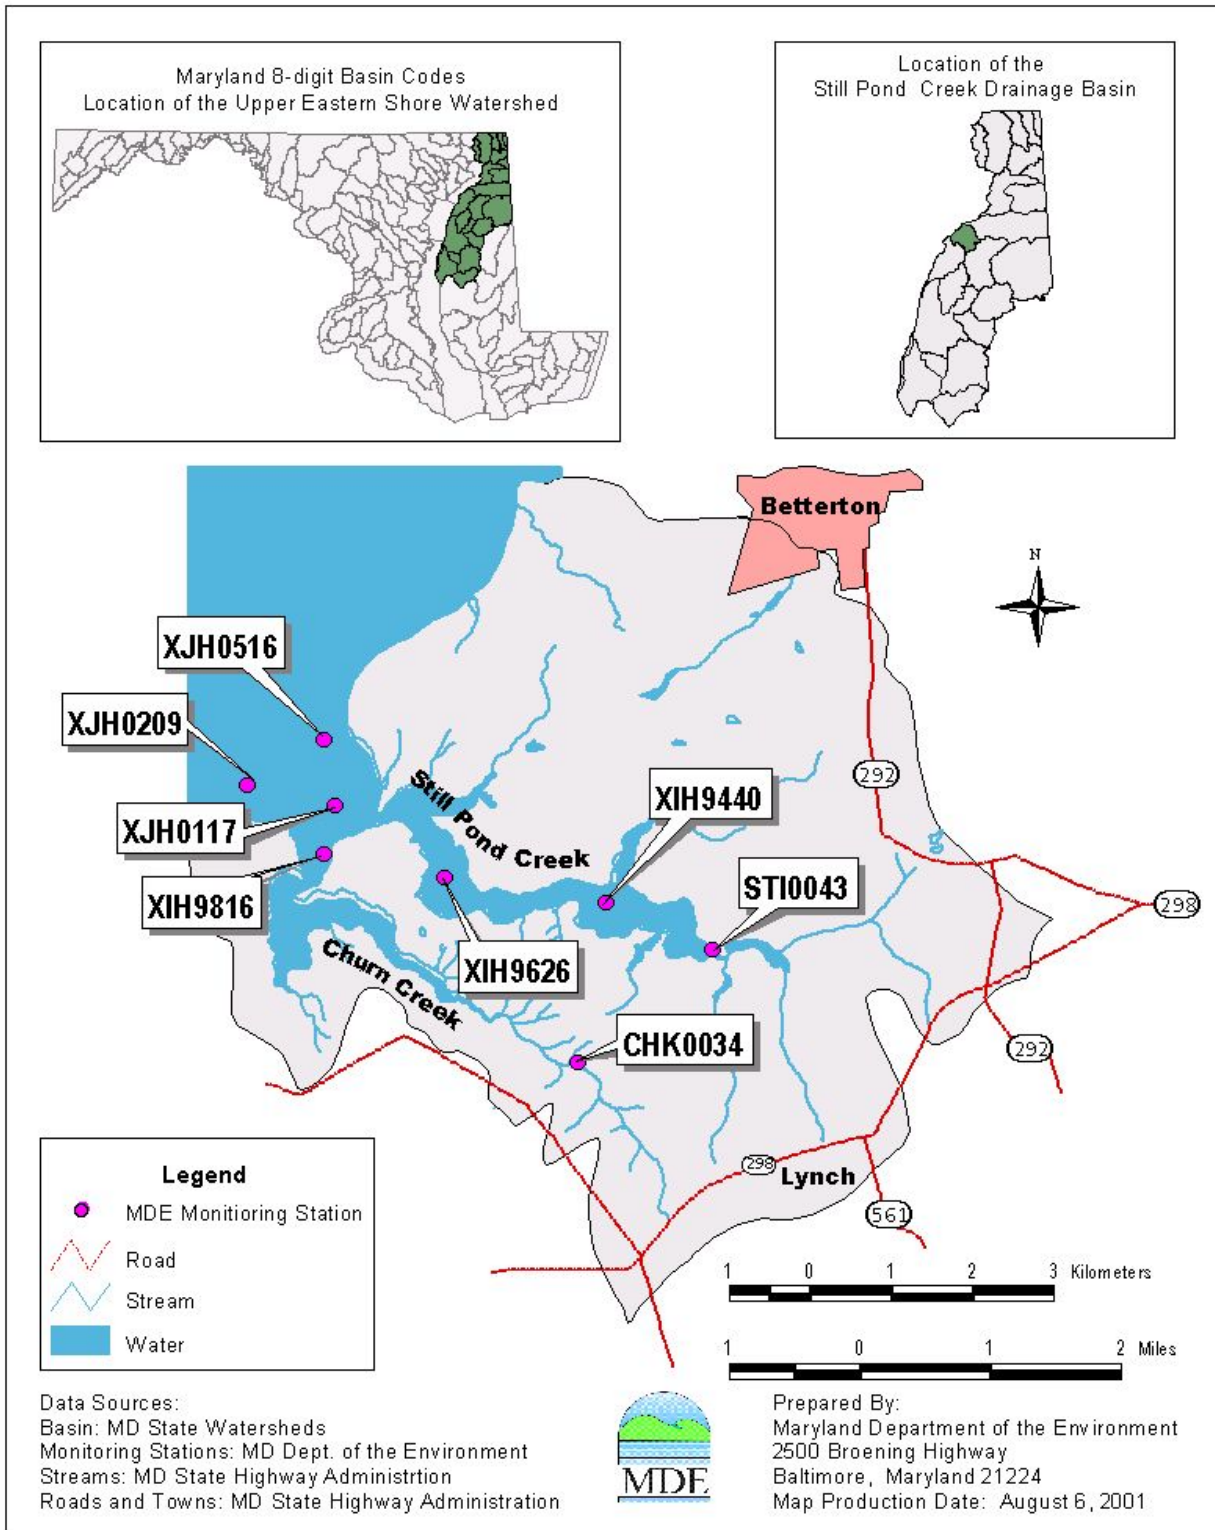 Maryland 8-digit Basin Codes
Location of the Upper Eastern Shore Watershed
Location of the
Still Pond Creek Drainage Basin
Betterton
N
XJH0516
XJH0209
292
XIH9440
XJH0117
Still Pond Creek
STI0043
XIH9816
298
XIH9626
Churn Creek
CHK0034
292
298
Lynch
561
Legend
MDE Monitioring Station
Road
Stream
Water
1 0 1 2 3 Kilometers
1 0 1 2 Miles
Data Sources:
Basin: MD State Watersheds
Monitoring Stations: MD Dept. of the Environment
Streams: MD State Highway Administrtion
Roads and Towns: MD State Highway Administration
MDE
Prepared By:
Maryland Department of the Environment
2500 Broening Highway
Baltimore, Maryland 21224
Map Production Date: August 6, 2001